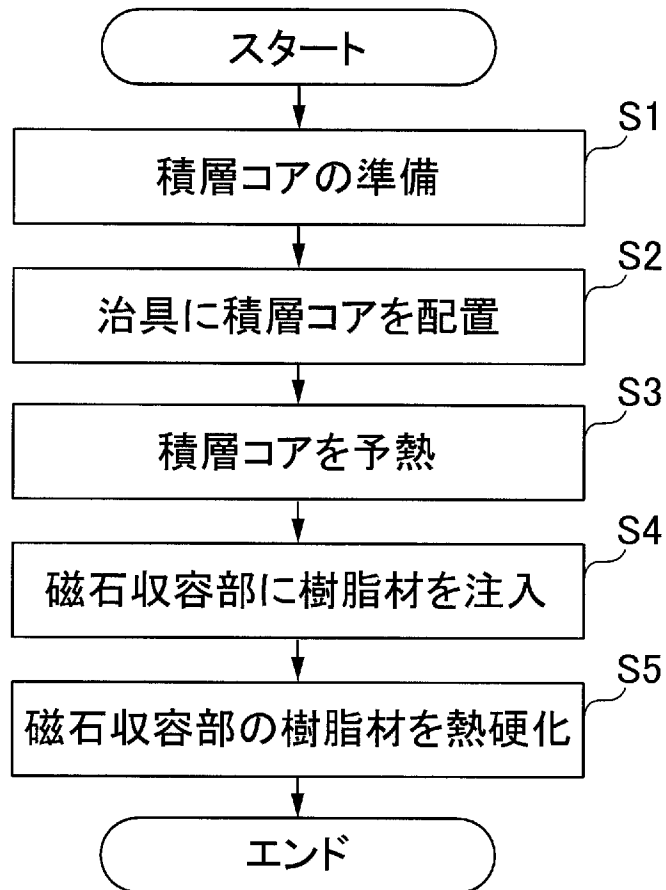 スタート
S1
積層コアの準備
S2
治具に積層コアを配置
S3
積層コアを予熱
S4
磁石収容部に樹脂材を注入
S5
磁石収容部の樹脂材を熱硬化
エンド